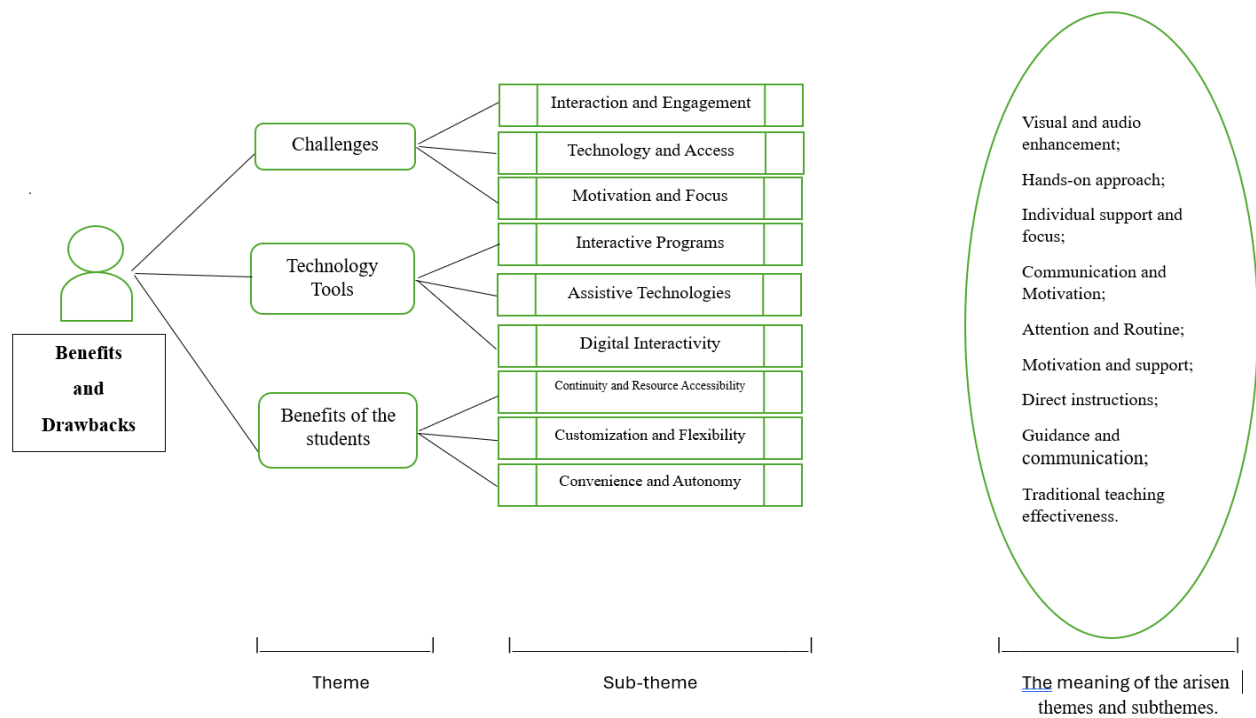 Benefits
and
Drawbacks
Challenges
Technology
Tools
Benefits of the
students
Interaction and Engagement
Technology and Access
Motivation and Focus
Interactive Programs
Assistive Technologies
Digital Interactivity
Continuity and Resource Accessibility
Customization and Flexibility
Convenience and Autonomy
Visual and audio
enhancement;
Hands-on approach;
Individual support and
focus;
Communication and
Motivation;
Attention and Routine;
Motivation and support;
Direct instructions;
Guidance and
communication;
Traditional teaching
effectiveness.
Theme
Sub-theme
The meaning of the arisen
themes and subthemes.